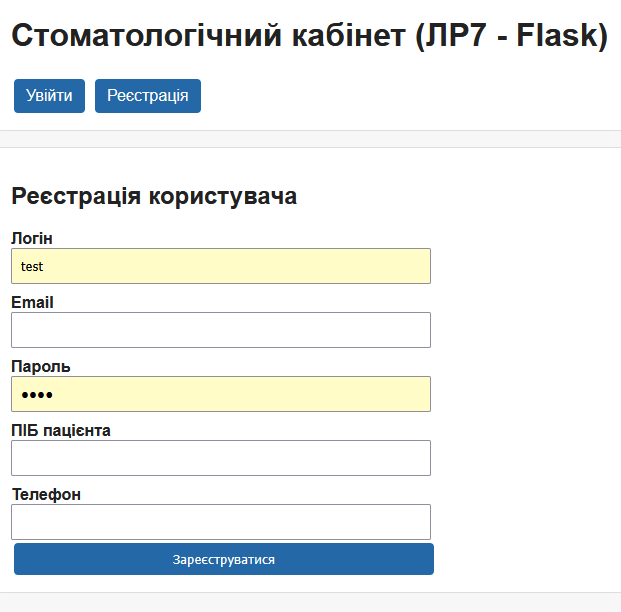 Стоматологічний кабінет (ЛР7 - Flask)
Увійти Реєстрація
Реєстрація користувача
Логін
test
Email
Пароль
••••
ПІБ пацієнта
Телефон
Зареєструватися